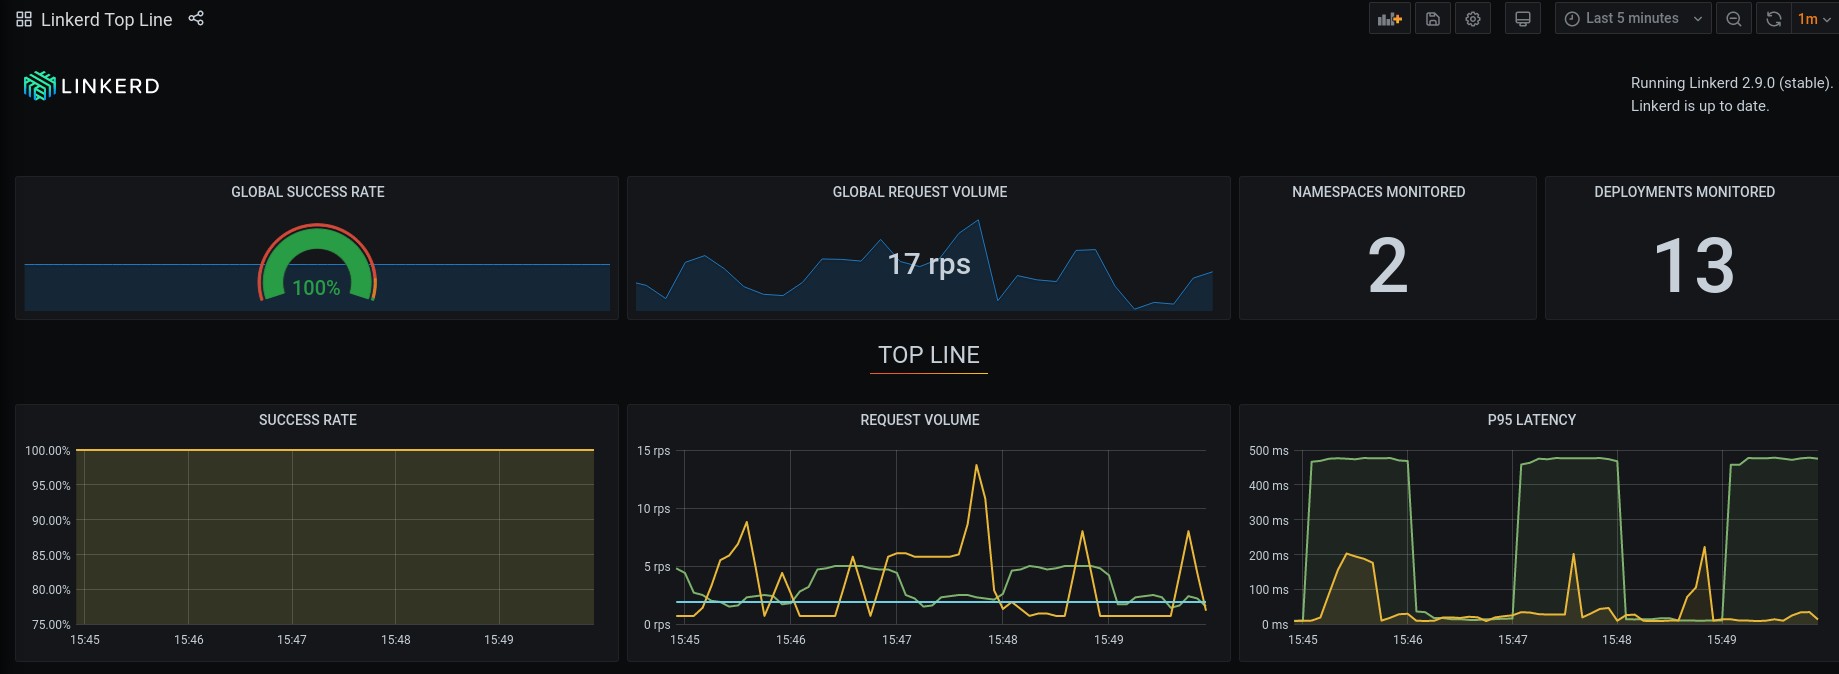 Linkerd Top Line
Last 5 minutes
1m
LINKERD
Running Linkerd 2.9.0 (stable).
Linkerd is up to date.
GLOBAL SUCCESS RATE
100%
GLOBAL REQUEST VOLUME
17 rps
NAMESPACES MONITORED
2
DEPLOYMENTS MONITORED
13
TOP LINE
SUCCESS RATE
100.00%
95.00%
90.00%
85.00%
80.00%
75.00%
15:45 15:46 15:47 15:48 15:49
REQUEST VOLUME
15 rps
10 rps
5 rps
0 rps
15:45 15:46 15:47 15:48 15:49
P95 LATENCY
500 ms
400 ms
300 ms
200 ms
100 ms
0 ms
15:45 15:46 15:47 15:48 15:49